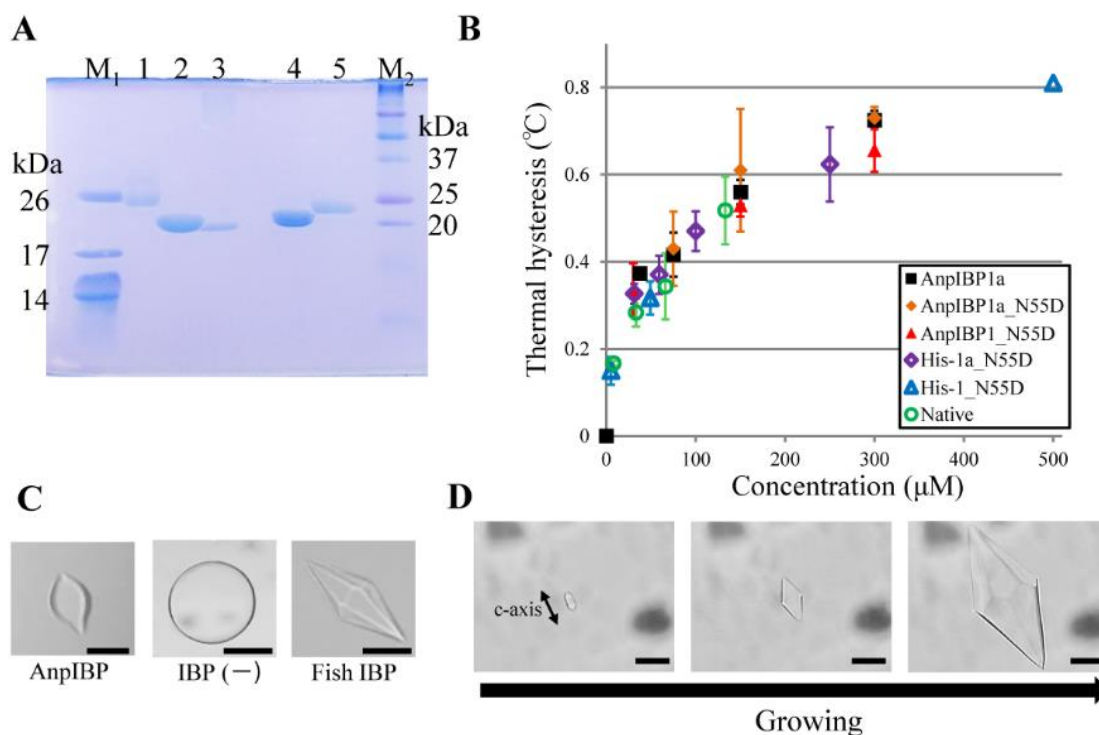 A
M₁ 1 2 3 4 5 M₂
kDa
26
17
14
kDa
37
25
20
B
Thermal hysteresis (℃)
0.8
0.6
0.4
0.2
0
0 100 200 300 400 500
Concentration (μM)
AnpIBP1a
AnpIBP1a_N55D
AnpIBP1_N55D
His-1a_N55D
His-1_N55D
Native
C
AnpIBP IBP (－) Fish IBP
D
c-axis
Growing